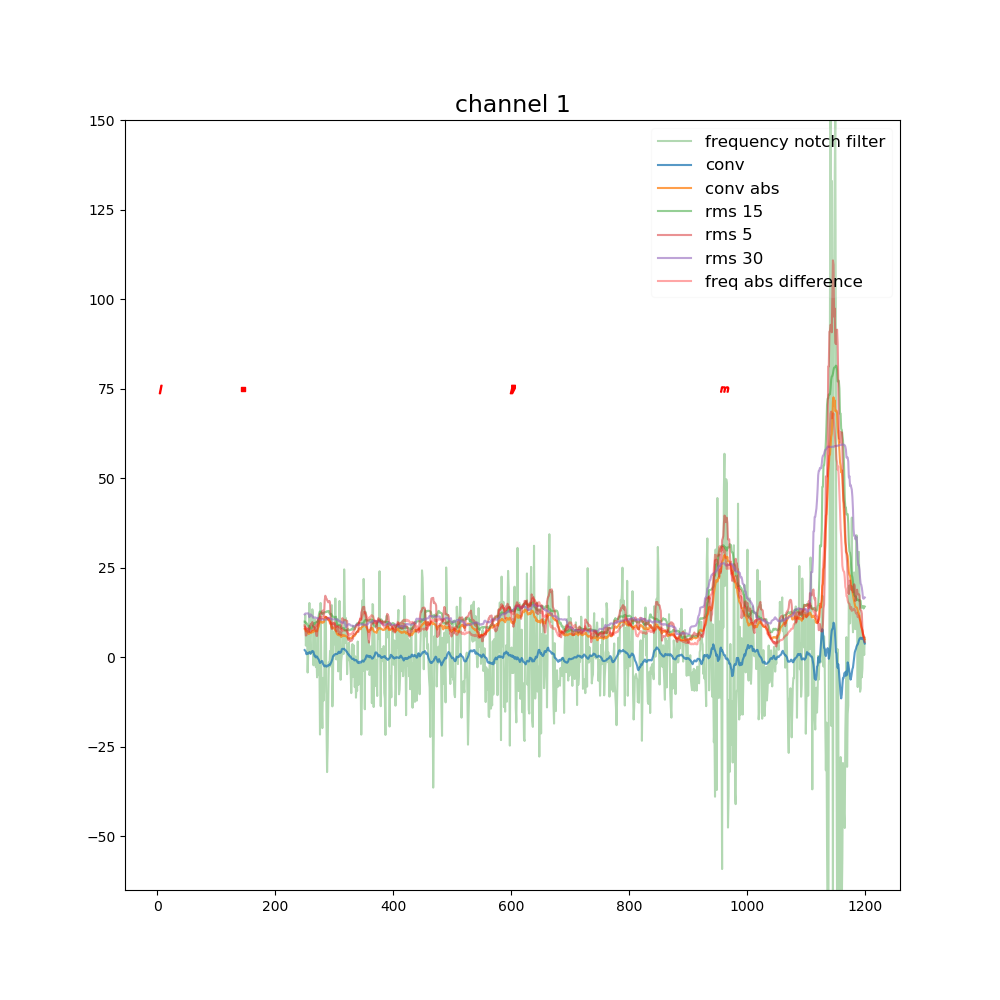 channel 1
150
125
100
75
50
25
0
−25
−50
frequency notch filter
conv
conv abs
rms 15
rms 5
rms 30
freq abs difference
l . , m
0 200 400 600 800 1000 1200